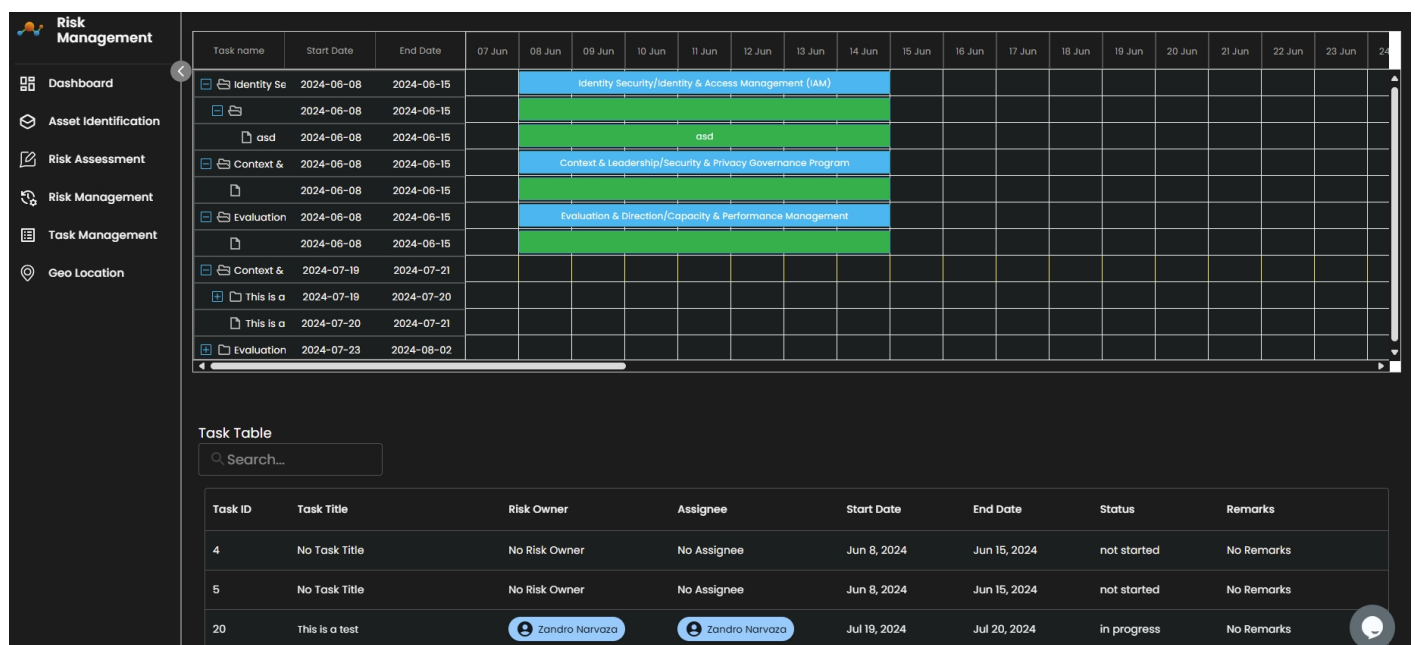 Risk
Management
Dashboard
Asset Identification
Risk Assessment
Risk Management
Task Management
Geo Location
Task name Start Date End Date 07 Jun 08 Jun 09 Jun 10 Jun 11 Jun 12 Jun 13 Jun 14 Jun 15 Jun 16 Jun 17 Jun 18 Jun 19 Jun 20 Jun 21 Jun 22 Jun 23 Jun 24
Identity Se 2024-06-08 2024-06-15 Identity Security/Identity & Access Management (IAM)
2024-06-08 2024-06-15
asd 2024-06-08 2024-06-15 asd
Context & 2024-06-08 2024-06-15 Context & Leadership/Security & Privacy Governance Program
2024-06-08 2024-06-15
Evaluation 2024-06-08 2024-06-15 Evaluation & Direction/Capacity & Performance Management
2024-06-08 2024-06-15
Context & 2024-07-19 2024-07-21
This is a 2024-07-19 2024-07-20
This is a 2024-07-20 2024-07-21
Evaluation 2024-07-23 2024-08-02
Task Table
Search...
Task ID Task Title Risk Owner Assignee Start Date End Date Status Remarks
4 No Task Title No Risk Owner No Assignee Jun 8, 2024 Jun 15, 2024 not started No Remarks
5 No Task Title No Risk Owner No Assignee Jun 8, 2024 Jun 15, 2024 not started No Remarks
20 This is a test Zandro Narvaza Zandro Narvaza Jul 19, 2024 Jul 20, 2024 in progress No Remarks